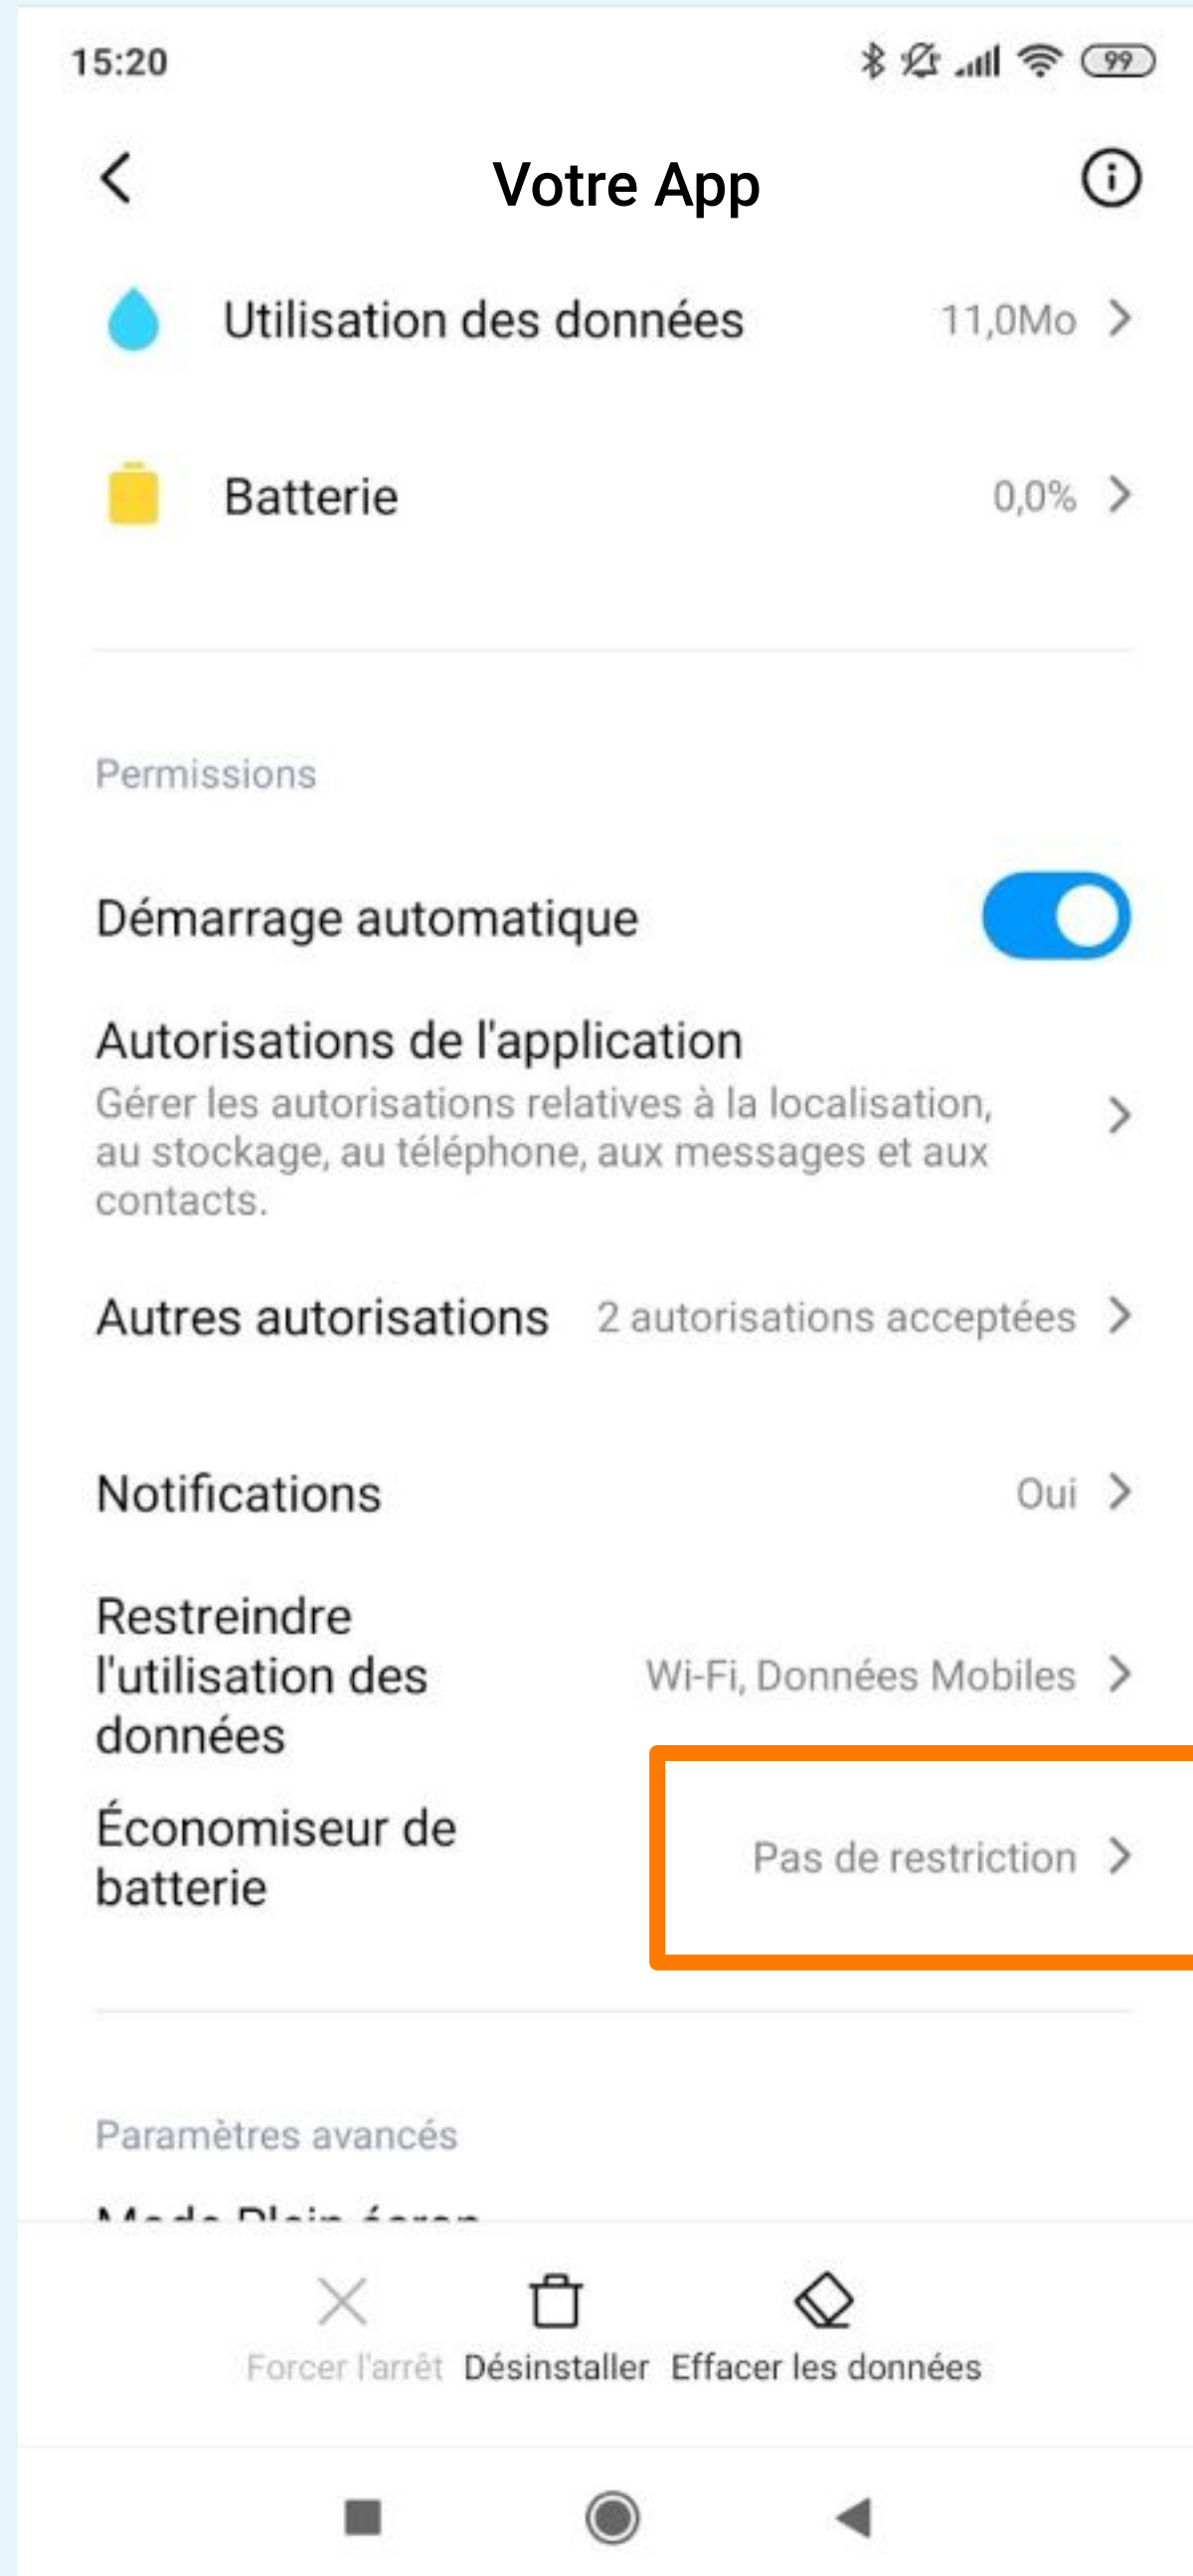 15:20
99
Votre App
Utilisation des données 11,0Mo
Batterie 0,0%
Permissions
Démarrage automatique
Autorisations de l'application
Gérer les autorisations relatives à la localisation,
au stockage, au téléphone, aux messages et aux
contacts.
Autres autorisations 2 autorisations acceptées
Notifications Oui
Restreindre
l'utilisation des
données
Wi-Fi, Données Mobiles
Économiseur de
batterie
Pas de restriction
Paramètres avancés
Mode Plein écran
Forcer l'arrêt Désinstaller Effacer les données